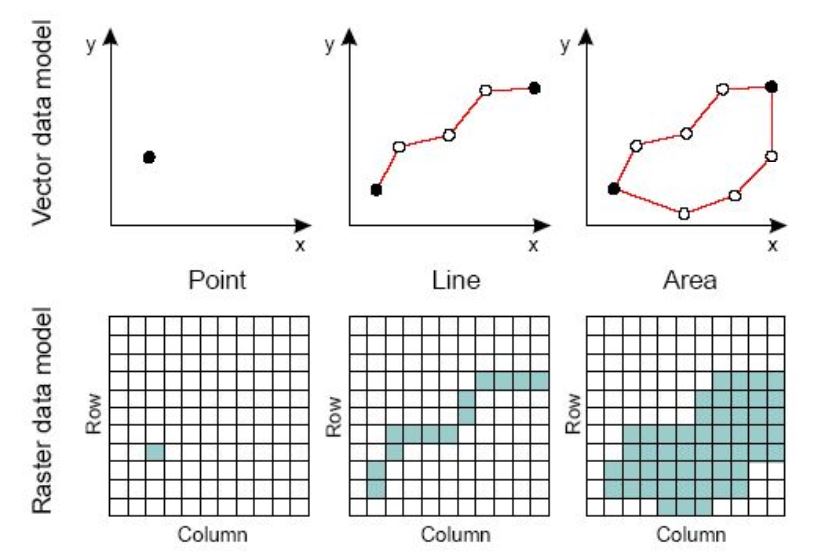 Vector data model
y
x
y
x
y
x
Point
Line
Area
Raster data model
Row
Column
Row
Column
Row
Column